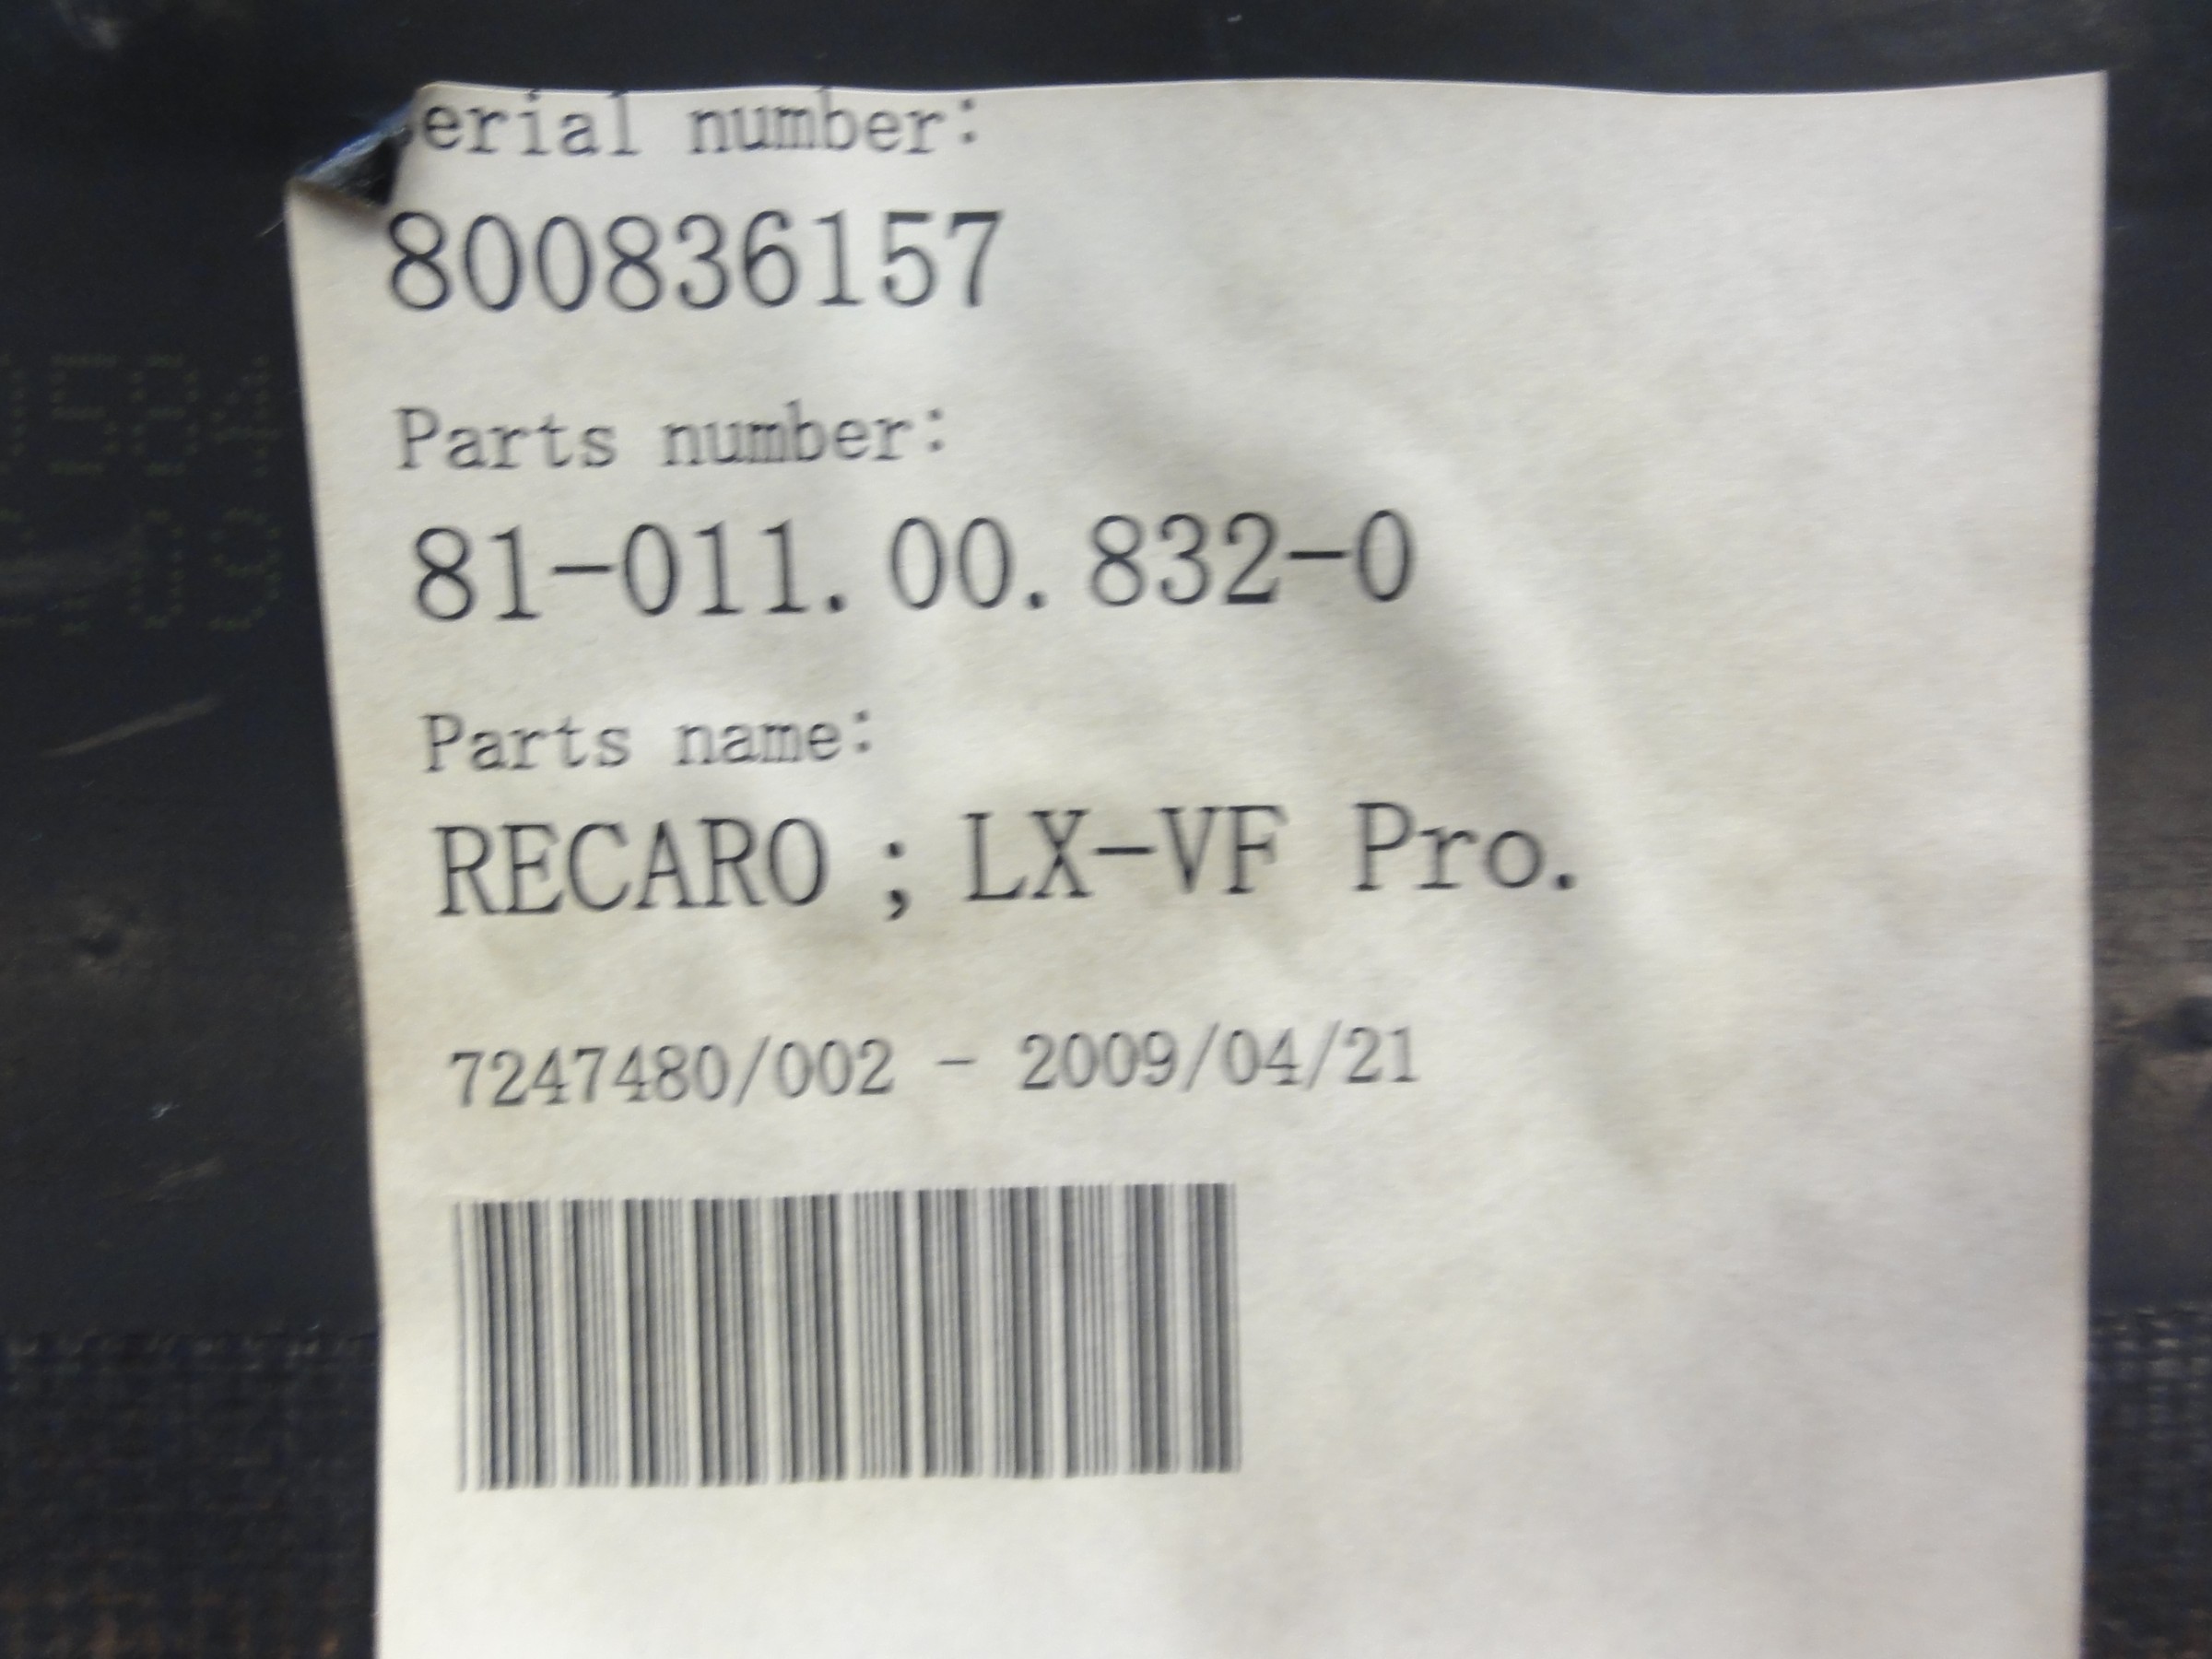 erial number:
800836157
Parts number:
81-011.00.832-0
Parts name:
RECARO ; LX-VF Pro.
7247480/002 - 2009/04/21